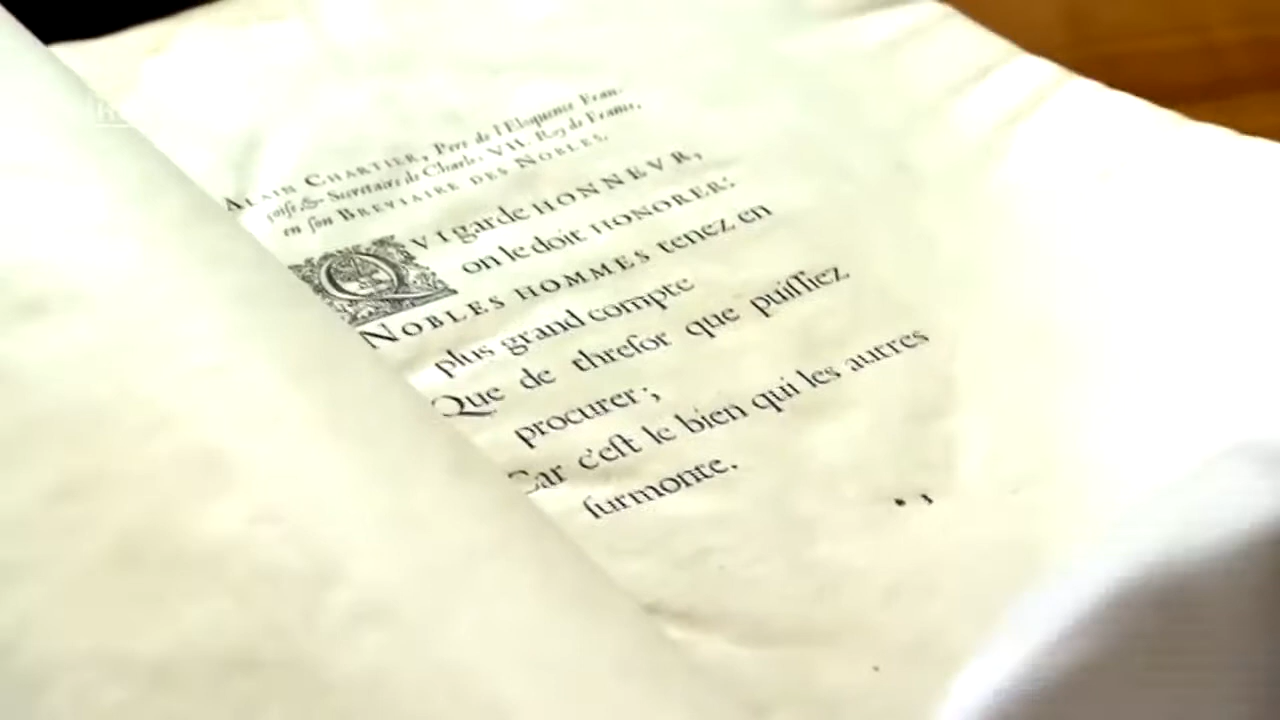 ALAIN CHARTIER, Pere de l'Eloquence Fran-
çoise, & Secretaire de Charles VII. Roy de France,
en ſon BREVIAIRE DES NOBLES.
QVI garde HONNEVR,
on le doit HONORER:
NOBLES HOMMES tenez en
plus grand compte
Que de threſor que puiſſiez
procurer;
Car c'eſt le bien qui les autres
ſurmonte.